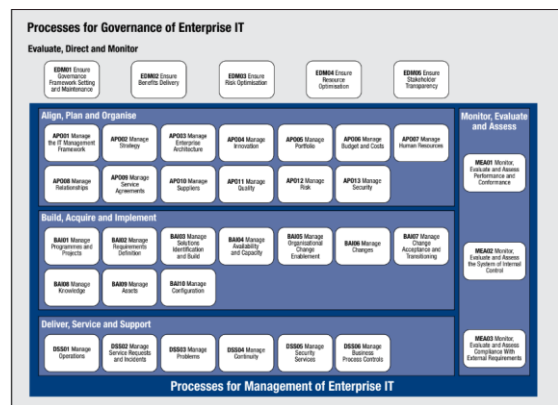 Processes for Governance of Enterprise IT
Evaluate, Direct and Monitor
EDM01 Ensure
Governance
Framework Setting
and Maintenance
EDM02 Ensure
Benefits Delivery
EDM03 Ensure
Risk Optimisation
EDM04 Ensure
Resource
Optimisation
EDM05 Ensure
Stakeholder
Transparency
Align, Plan and Organise
APO01 Manage
the IT Management
Framework
APO02 Manage
Strategy
APO03 Manage
Enterprise
Architecture
APO04 Manage
Innovation
APO05 Manage
Portfolio
APO06 Manage
Budget and Costs
APO07 Manage
Human Resources
APO08 Manage
Relationships
APO09 Manage
Service
Agreements
APO10 Manage
Suppliers
APO11 Manage
Quality
APO12 Manage
Risk
APO13 Manage
Security
Build, Acquire and Implement
BAI01 Manage
Programmes and
Projects
BAI02 Manage
Requirements
Definition
BAI03 Manage
Solutions
Identification
and Build
BAI04 Manage
Availability
and Capacity
BAI05 Manage
Organisational
Change
Enablement
BAI06 Manage
Changes
BAI07 Manage
Change
Acceptance and
Transitioning
BAI08 Manage
Knowledge
BAI09 Manage
Assets
BAI10 Manage
Configuration
Deliver, Service and Support
DSS01 Manage
Operations
DSS02 Manage
Service Requests
and Incidents
DSS03 Manage
Problems
DSS04 Manage
Continuity
DSS05 Manage
Security
Services
DSS06 Manage
Business
Process Controls
Monitor, Evaluate
and Assess
MEA01 Monitor,
Evaluate and Assess
Performance and
Conformance
MEA02 Monitor,
Evaluate and Assess
the System of Internal
Control
MEA03 Monitor,
Evaluate and Assess
Compliance With
External Requirements
Processes for Management of Enterprise IT